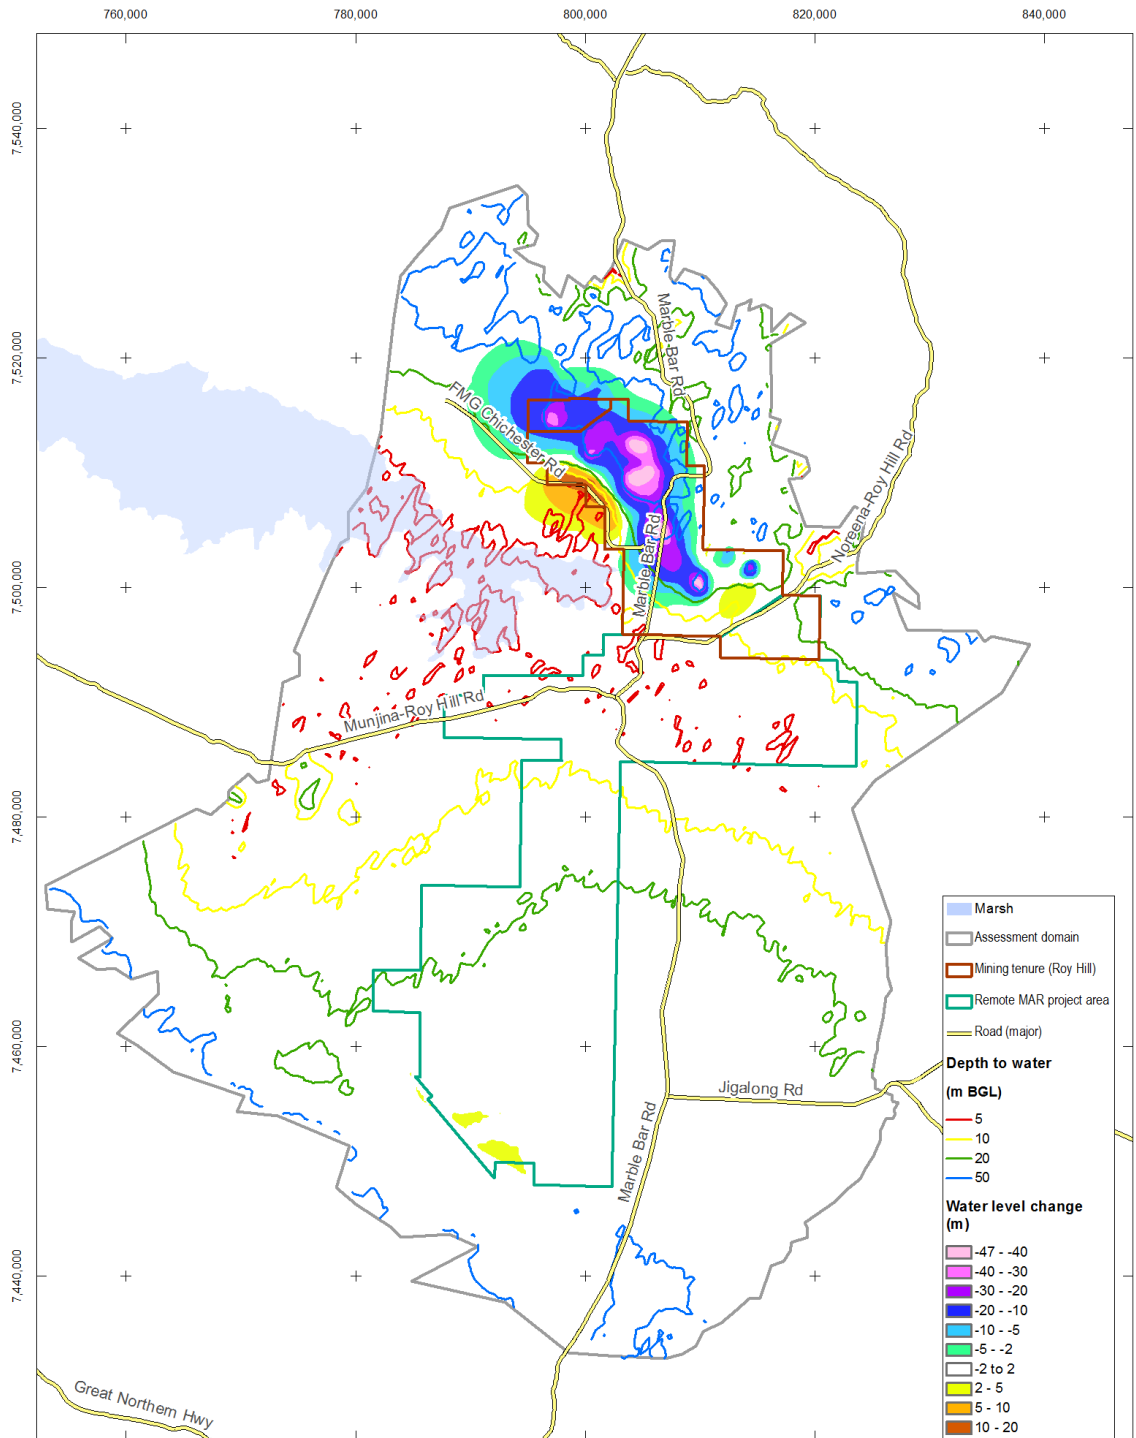 760,000
780,000
800,000
820,000
840,000
7,540,000
7,520,000
7,500,000
7,480,000
7,460,000
7,440,000
Marble Bar Rd
FMG Chichester Rd
Noreena-Roy Hill Rd
Marble Bar Rd
Munjina-Roy Hill Rd
Jigalong Rd
Marble Bar Rd
Great Northern Hwy
Marsh
Assessment domain
Mining tenure (Roy Hill)
Remote MAR project area
Road (major)
Depth to water
(m BGL)
5
10
20
50
Water level change
(m)
-47 - -40
-40 - -30
-30 - -20
-20 - -10
-10 - -5
-5 - -2
-2 to 2
2 - 5
5 - 10
10 - 20